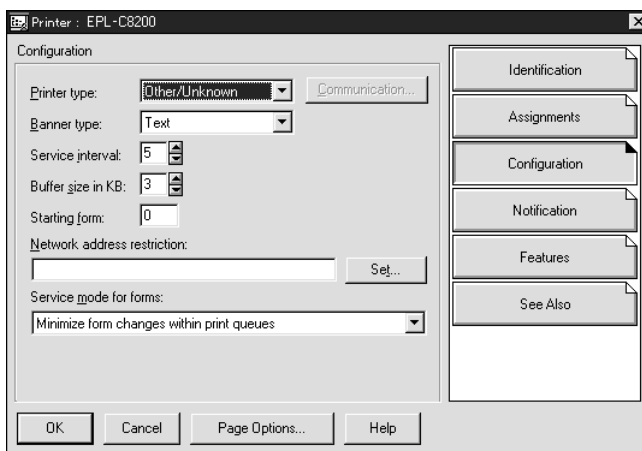 Printer : EPL-C8200
Configuration
Printer type: Other/Unknown Communication...
Banner type: Text
Service interval: 5
Buffer size in KB: 3
Starting form: 0
Network address restriction:
Set...
Service mode for forms:
Minimize form changes within print queues
Identification
Assignments
Configuration
Notification
Features
See Also
OK Cancel Page Options... Help